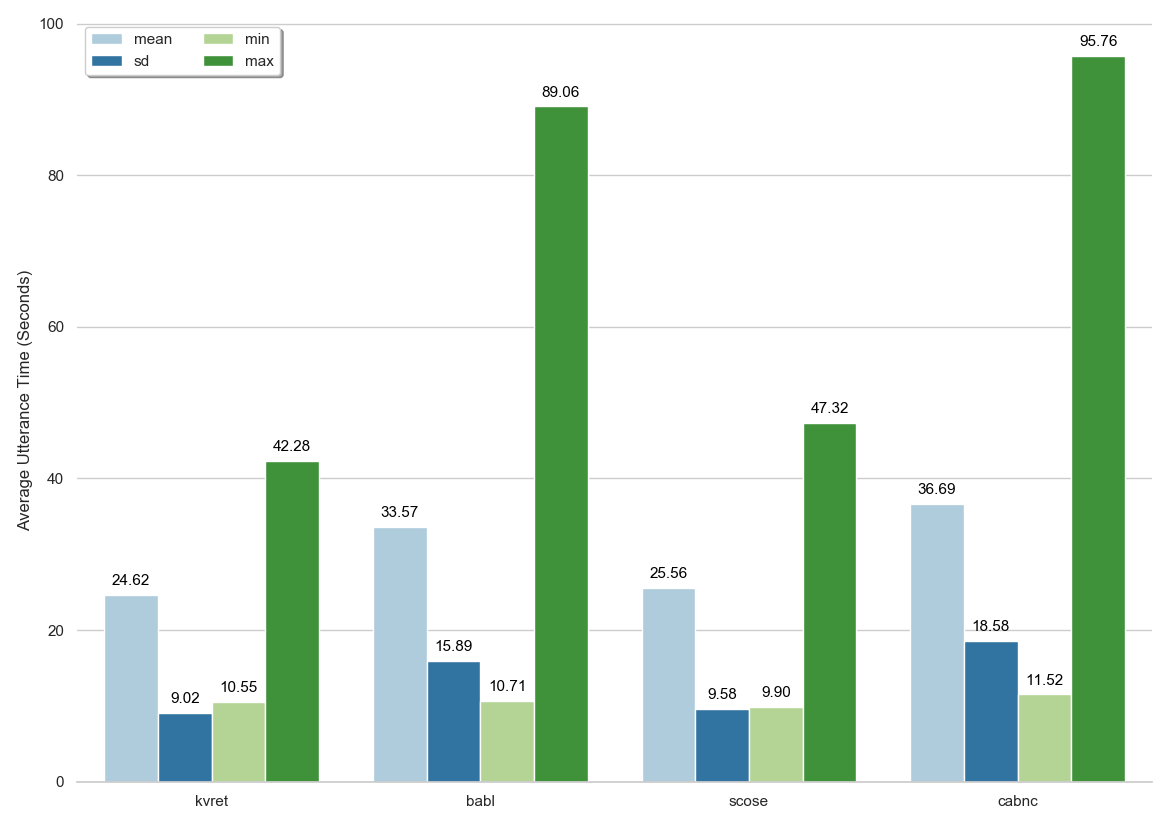 mean
min
sd
max
Average Utterance Time (Seconds)
100
80
60
40
20
0
24.62
9.02
10.55
42.28
33.57
15.89
10.71
89.06
25.56
9.58
9.90
47.32
36.69
18.58
11.52
95.76
kvret
babl
scose
cabnc